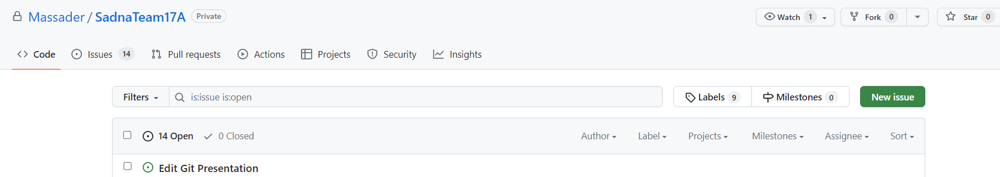 Massader / SadnaTeam17A Private
Watch 1 Fork 0 Star 0
Code Issues 14 Pull requests Actions Projects Security Insights
Filters is:issue is:open Labels 9 Milestones 0 New issue
14 Open 0 Closed Author Label Projects Milestones Assignee Sort
Edit Git Presentation